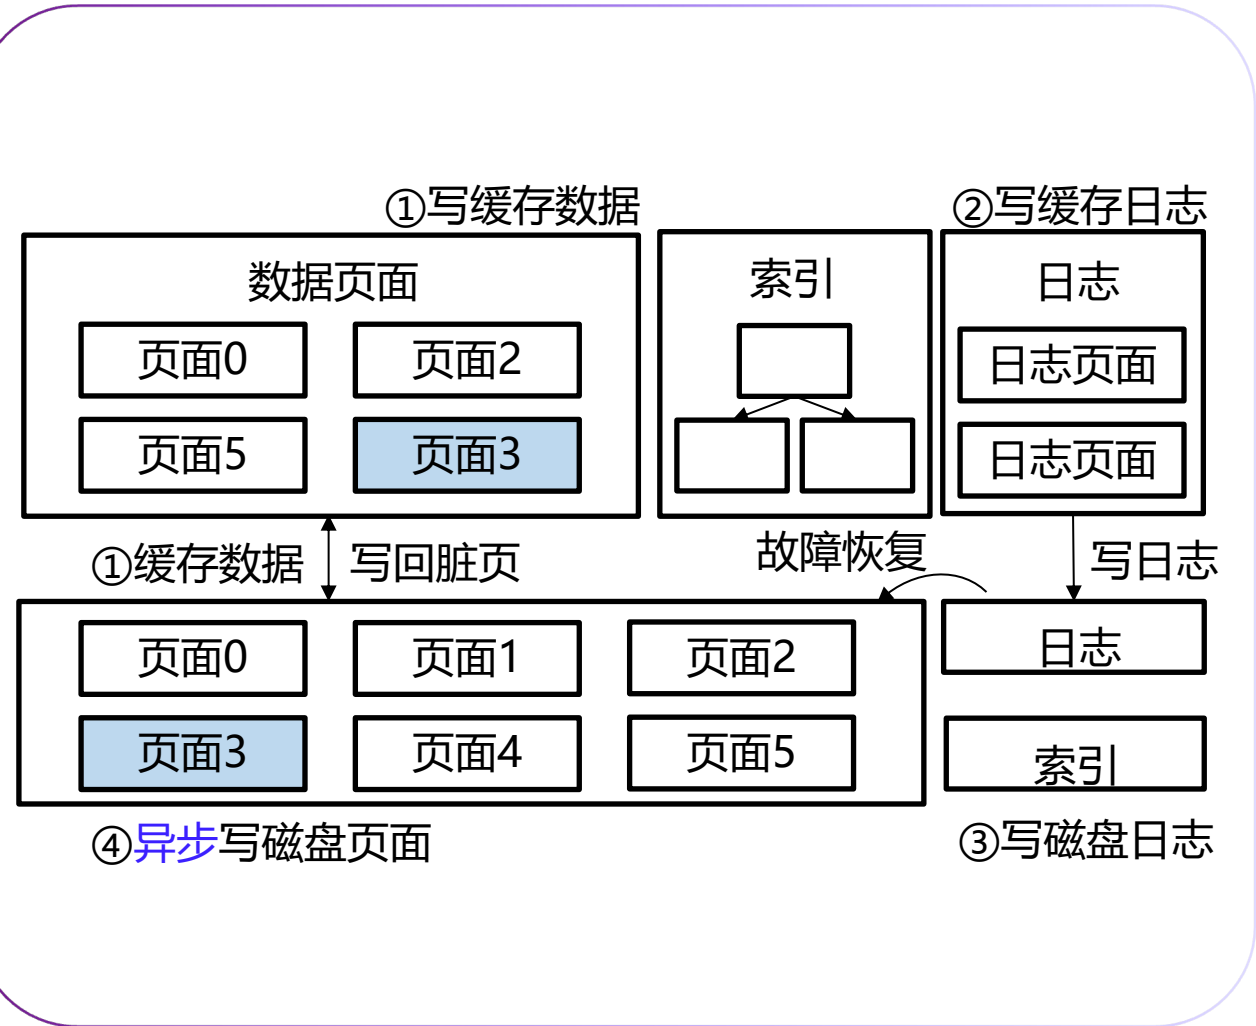 ①写缓存数据
②写缓存日志
数据页面
索引
日志
页面0
页面2
日志页面
页面5
页面3
日志页面
①缓存数据
写回脏页
故障恢复
写日志
页面0
页面1
页面2
日志
页面3
页面4
页面5
索引
④异步写磁盘页面
③写磁盘日志